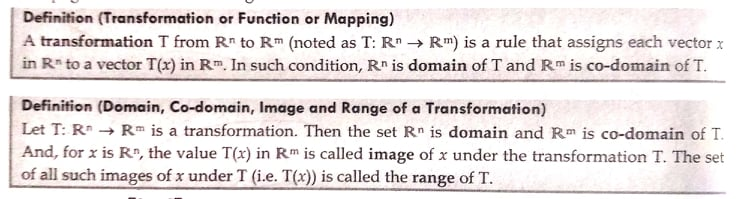 Definition (Transformation or Function or Mapping)
A transformation T from Rⁿ to Rᵐ (noted as T: Rⁿ → Rᵐ) is a rule that assigns each vector x
in Rⁿ to a vector T(x) in Rᵐ. In such condition, Rⁿ is domain of T and Rᵐ is co-domain of T.
Definition (Domain, Co-domain, Image and Range of a Transformation)
Let T: Rⁿ → Rᵐ is a transformation. Then the set Rⁿ is domain and Rᵐ is co-domain of T.
And, for x is Rⁿ, the value T(x) in Rᵐ is called image of x under the transformation T. The set
of all such images of x under T (i.e. T(x)) is called the range of T.